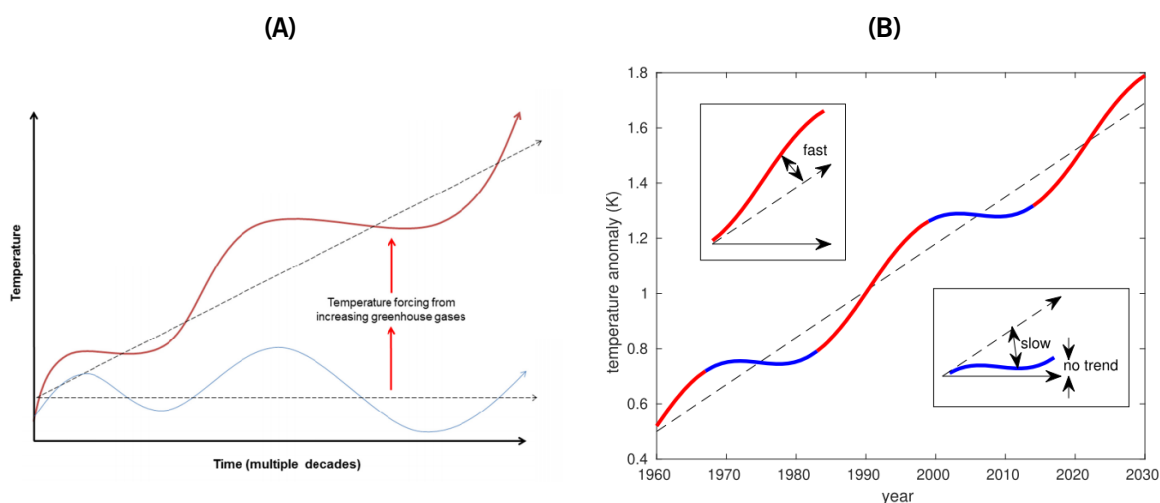 (A)
Temperature
Temperature forcing from
increasing greenhouse gases
Time (multiple decades)
(B)
temperature anomaly (K)
1.8
1.6
1.4
1.2
1
0.8
0.6
0.4
fast
slow
no trend
1960
1970
1980
1990
2000
2010
2020
2030
year